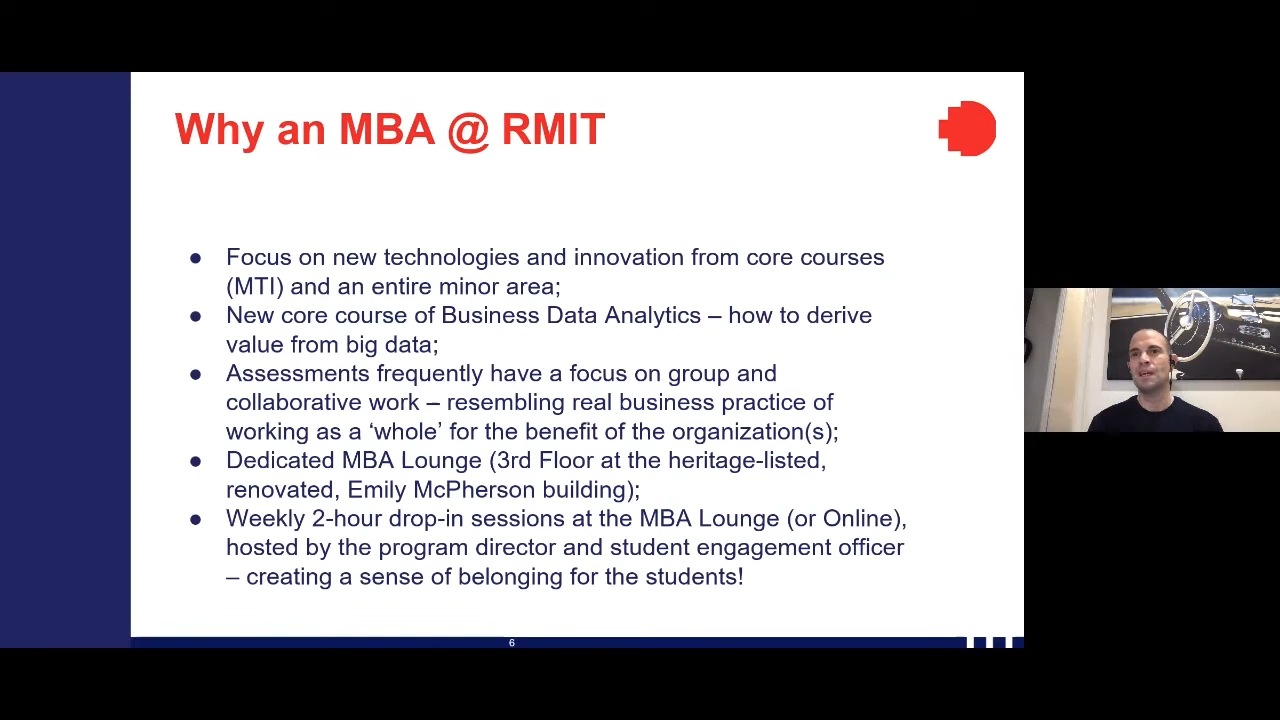 Why an MBA @ RMIT
● Focus on new technologies and innovation from core courses
(MTI) and an entire minor area;
● New core course of Business Data Analytics – how to derive
value from big data;
● Assessments frequently have a focus on group and
collaborative work – resembling real business practice of
working as a ‘whole’ for the benefit of the organization(s);
● Dedicated MBA Lounge (3rd Floor at the heritage-listed,
renovated, Emily McPherson building);
● Weekly 2-hour drop-in sessions at the MBA Lounge (or Online),
hosted by the program director and student engagement officer
– creating a sense of belonging for the students!
6